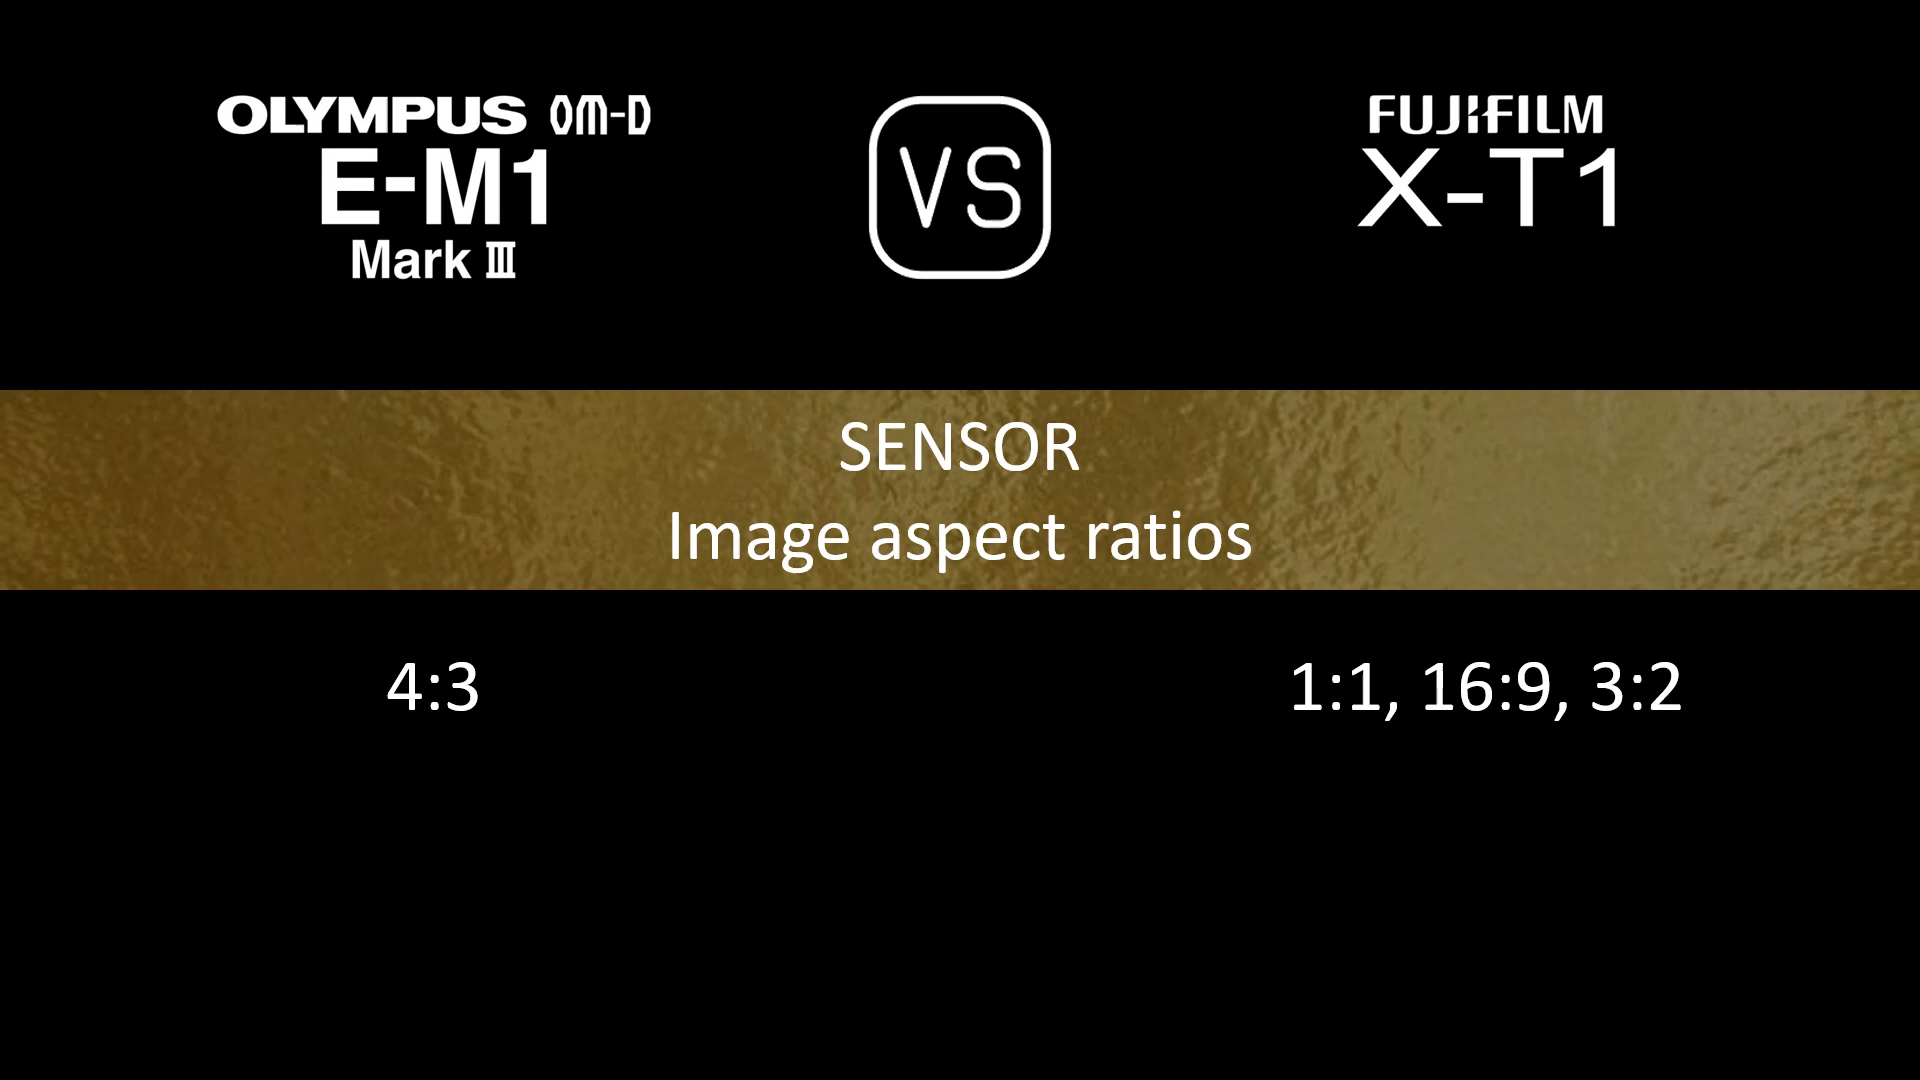 OLYMPUS OM-D
E-M1
Mark III
VS
FUJIFILM
X-T1
SENSOR
Image aspect ratios
4:3
1:1, 16:9, 3:2